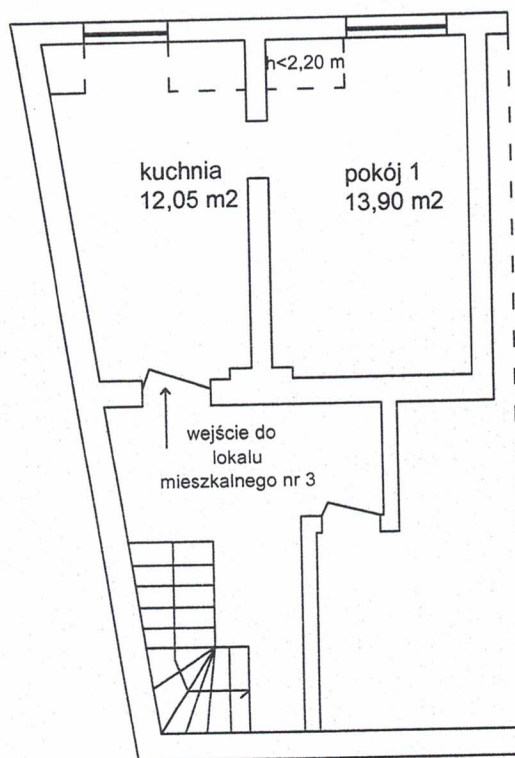 h<2,20 m
kuchnia
12,05 m2
pokój 1
13,90 m2
wejście do
lokalu
mieszkalnego nr 3